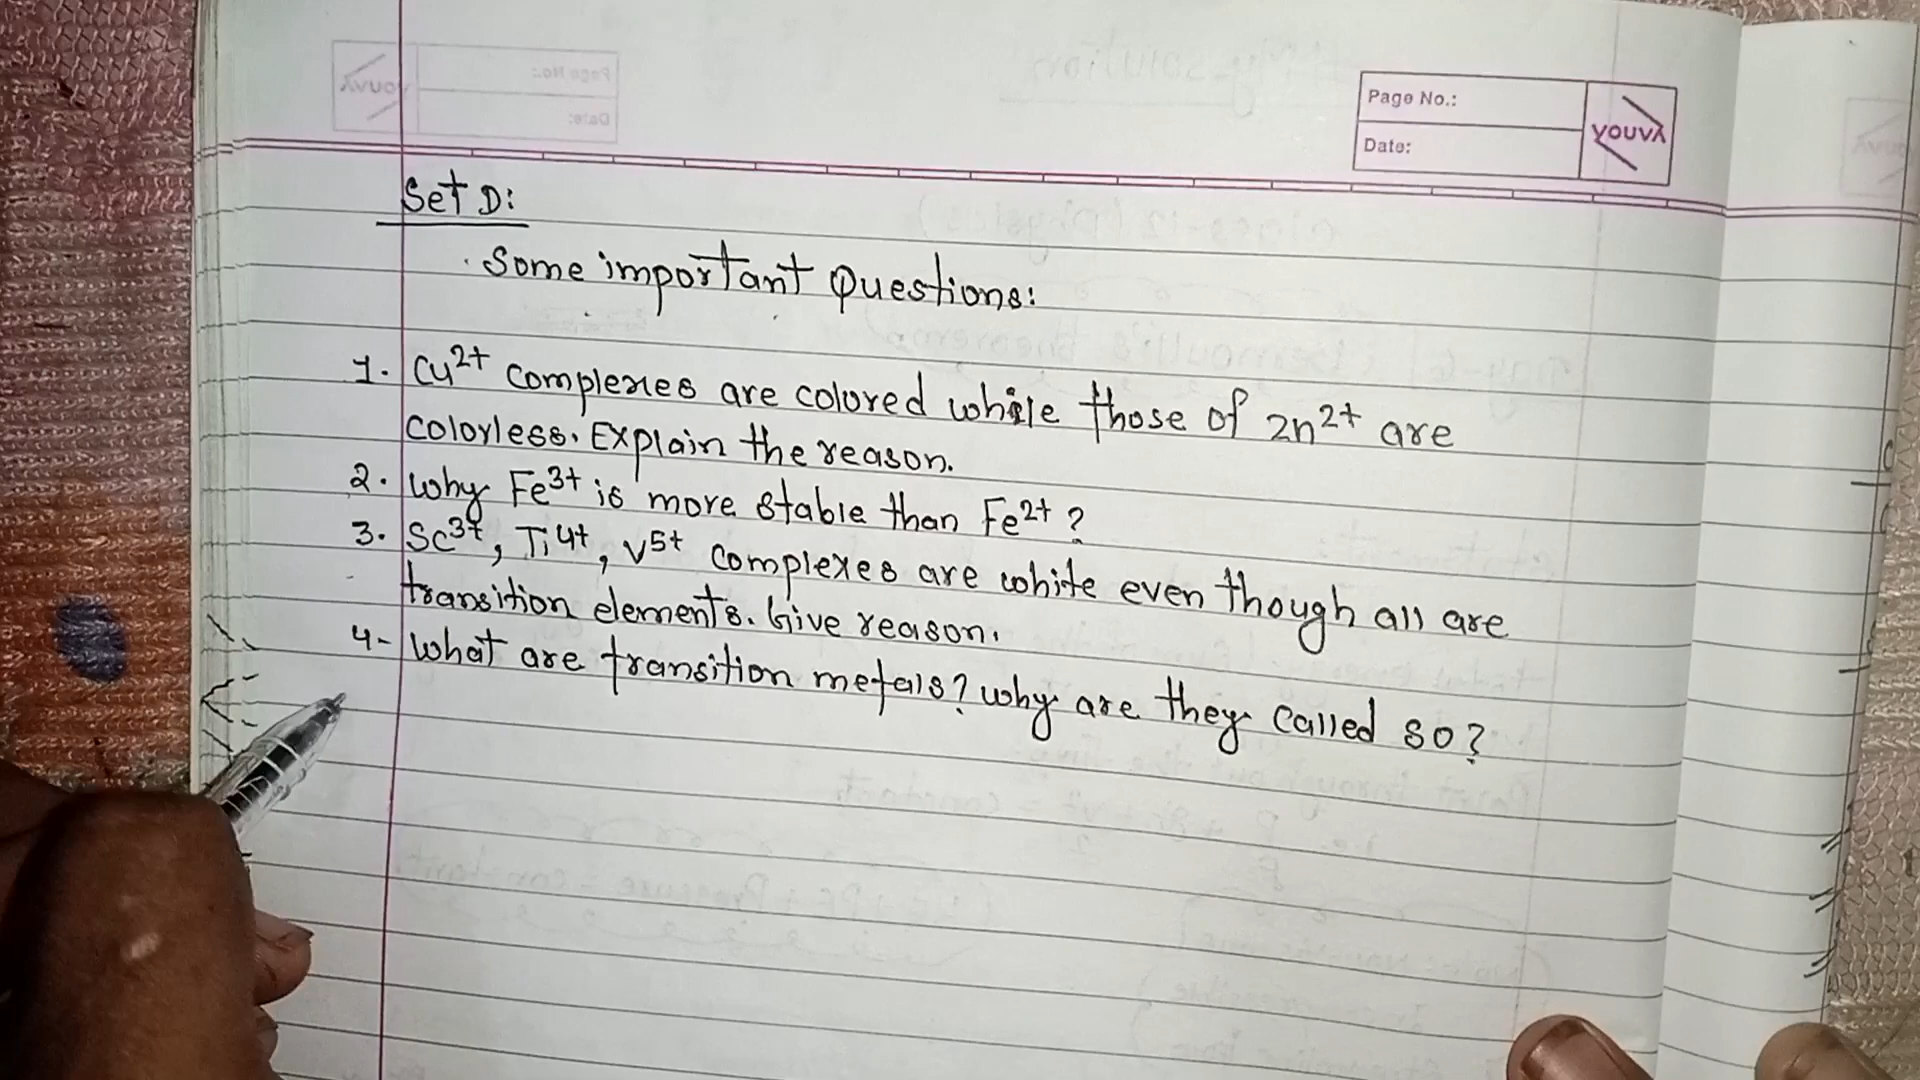 Page No.:
Date:
YOUVA
Set D:
Some important Questions:
1. Cu²⁺ complexes are colored while those of Zn²⁺ are
colorless. Explain the reason.
2. Why Fe³⁺ is more stable than Fe²⁺?
3. Sc³⁺, Ti⁴⁺, V⁵⁺ complexes are white even though all are
transition elements. Give reason.
4- What are transition metals? Why are they called so?